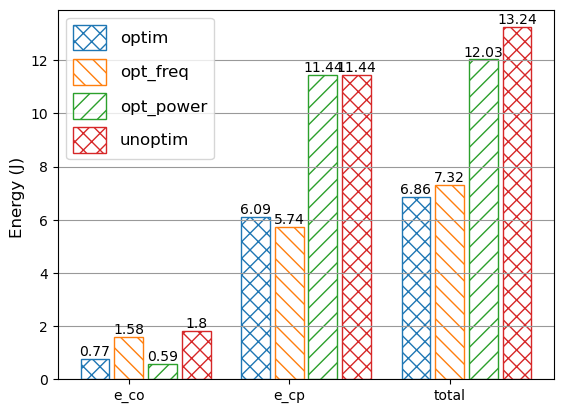 optim
opt_freq
opt_power
unoptim
Energy (J)
12
10
8
6
4
2
0
0.77
1.58
0.59
1.8
6.09
5.74
11.44
11.44
6.86
7.32
12.03
13.24
e_co
e_cp
total